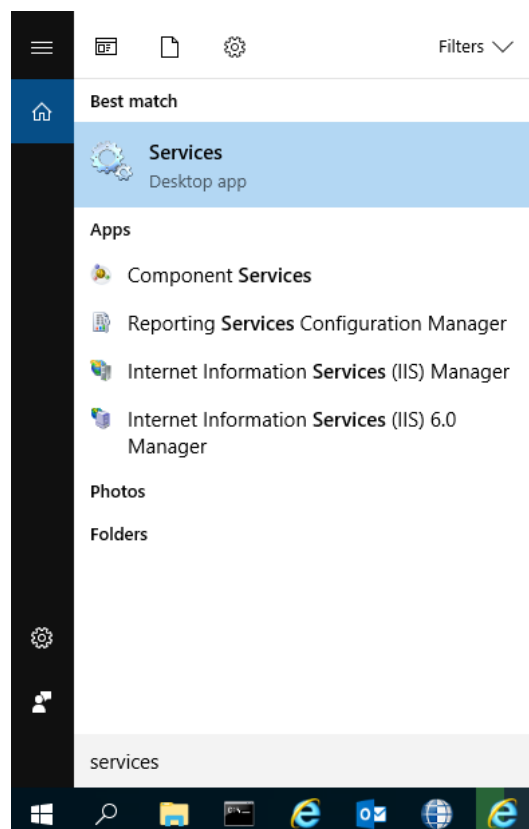 Filters
Best match
Services
Desktop app
Apps
Component Services
Reporting Services Configuration Manager
Internet Information Services (IIS) Manager
Internet Information Services (IIS) 6.0
Manager
Photos
Folders
services